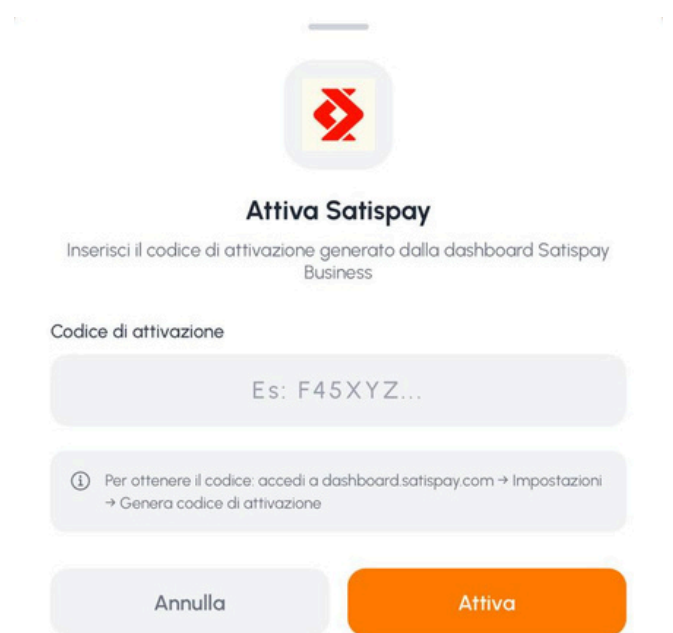 Attiva Satispay
Inserisci il codice di attivazione generato dalla dashboard Satispay
Business
Codice di attivazione
Es: F45XYZ...
Per ottenere il codice: accedi a dashboard.satispay.com → Impostazioni
→ Genera codice di attivazione
Annulla
Attiva